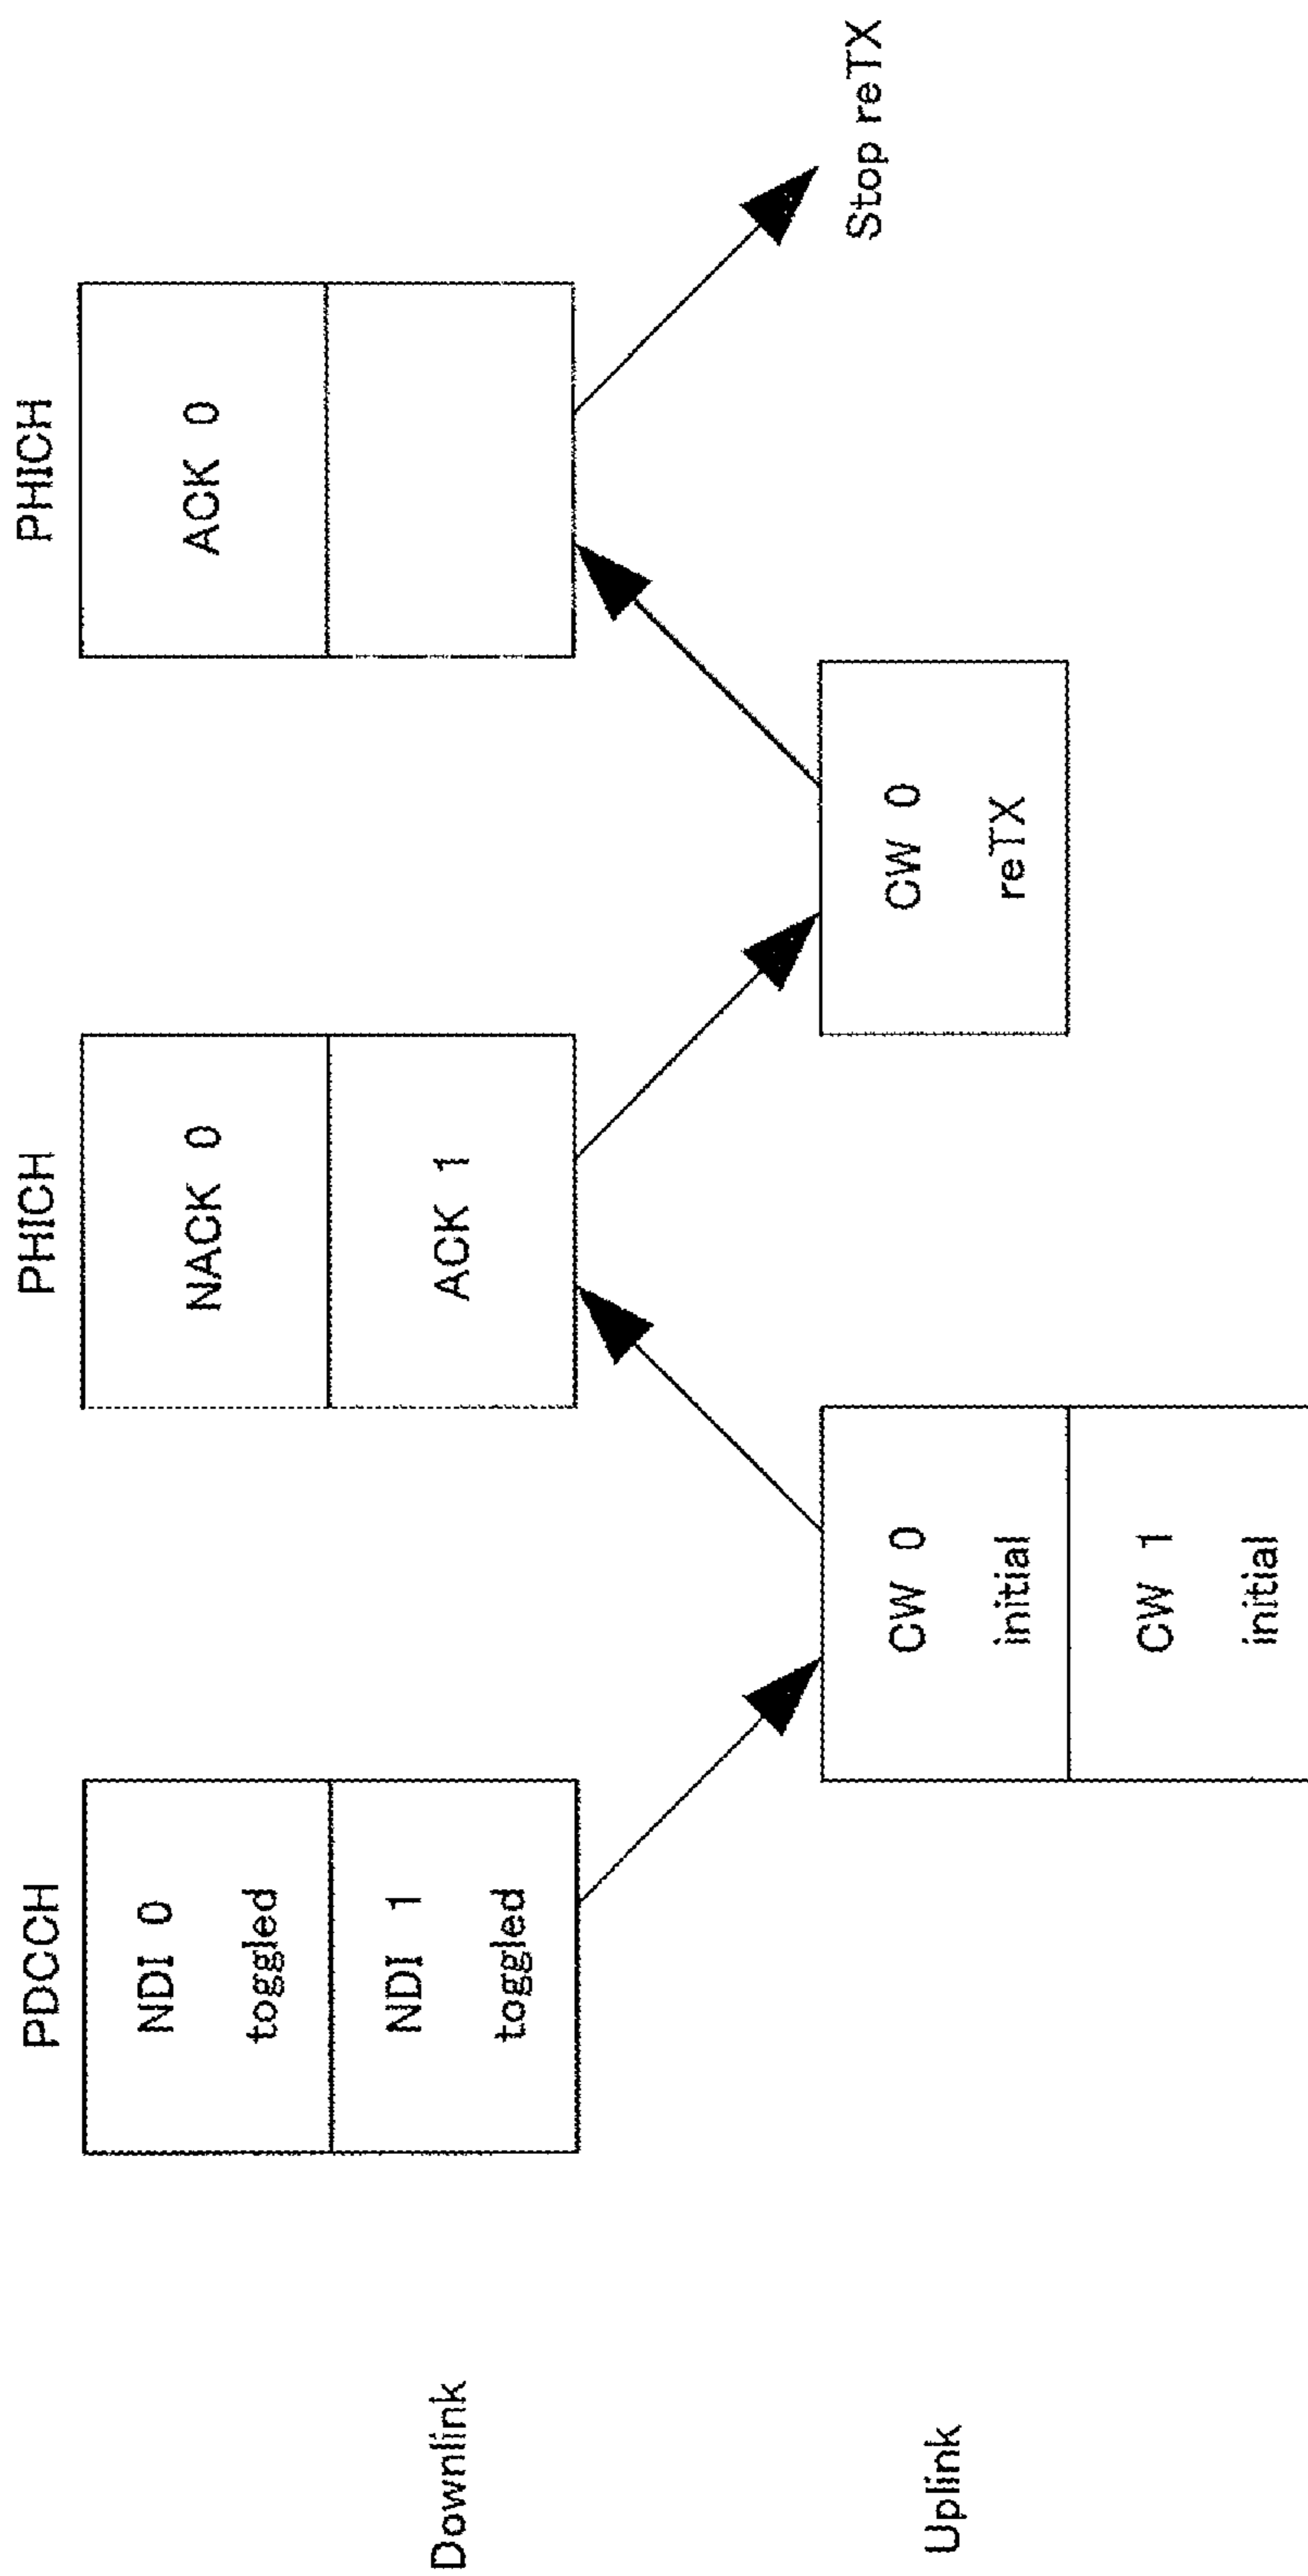 PDCCH
PHICH
PHICH
NDI 0
toggled
NDI 1
toggled
NACK 0
ACK 1
ACK 0
Downlink
Uplink
CW 0
initial
CW 1
initial
CW 0
reTX
Stop reTX